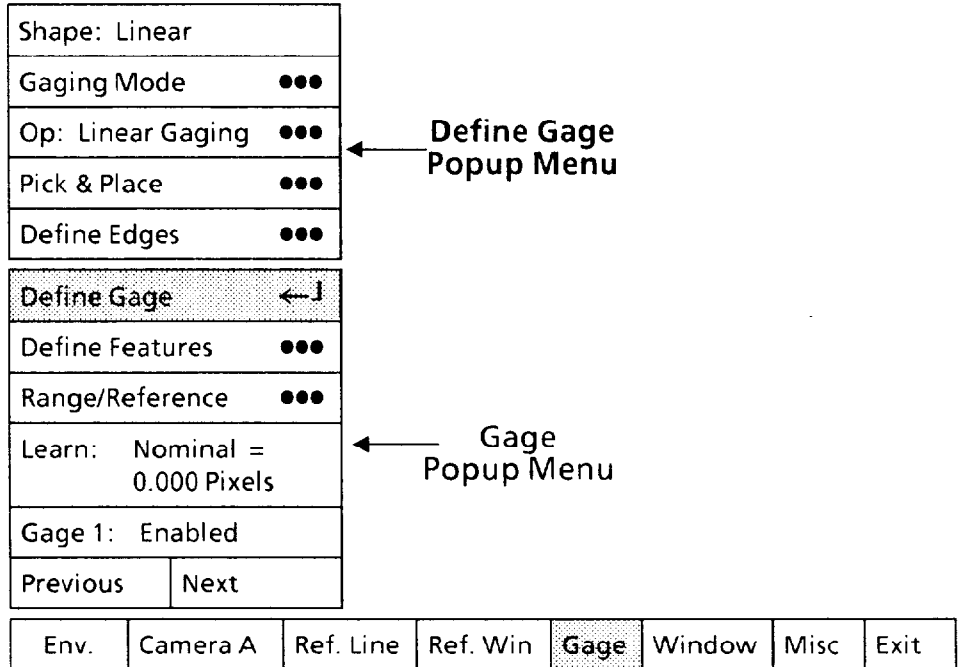 Shape: Linear
Gaging Mode •••
Op: Linear Gaging •••
Pick & Place •••
Define Edges •••
Define Gage
Popup Menu
Define Gage ←┘
Define Features •••
Range/Reference •••
Learn: Nominal =
0.000 Pixels
Gage 1: Enabled
Previous Next
Gage
Popup Menu
Env. Camera A Ref. Line Ref. Win Gage Window Misc Exit